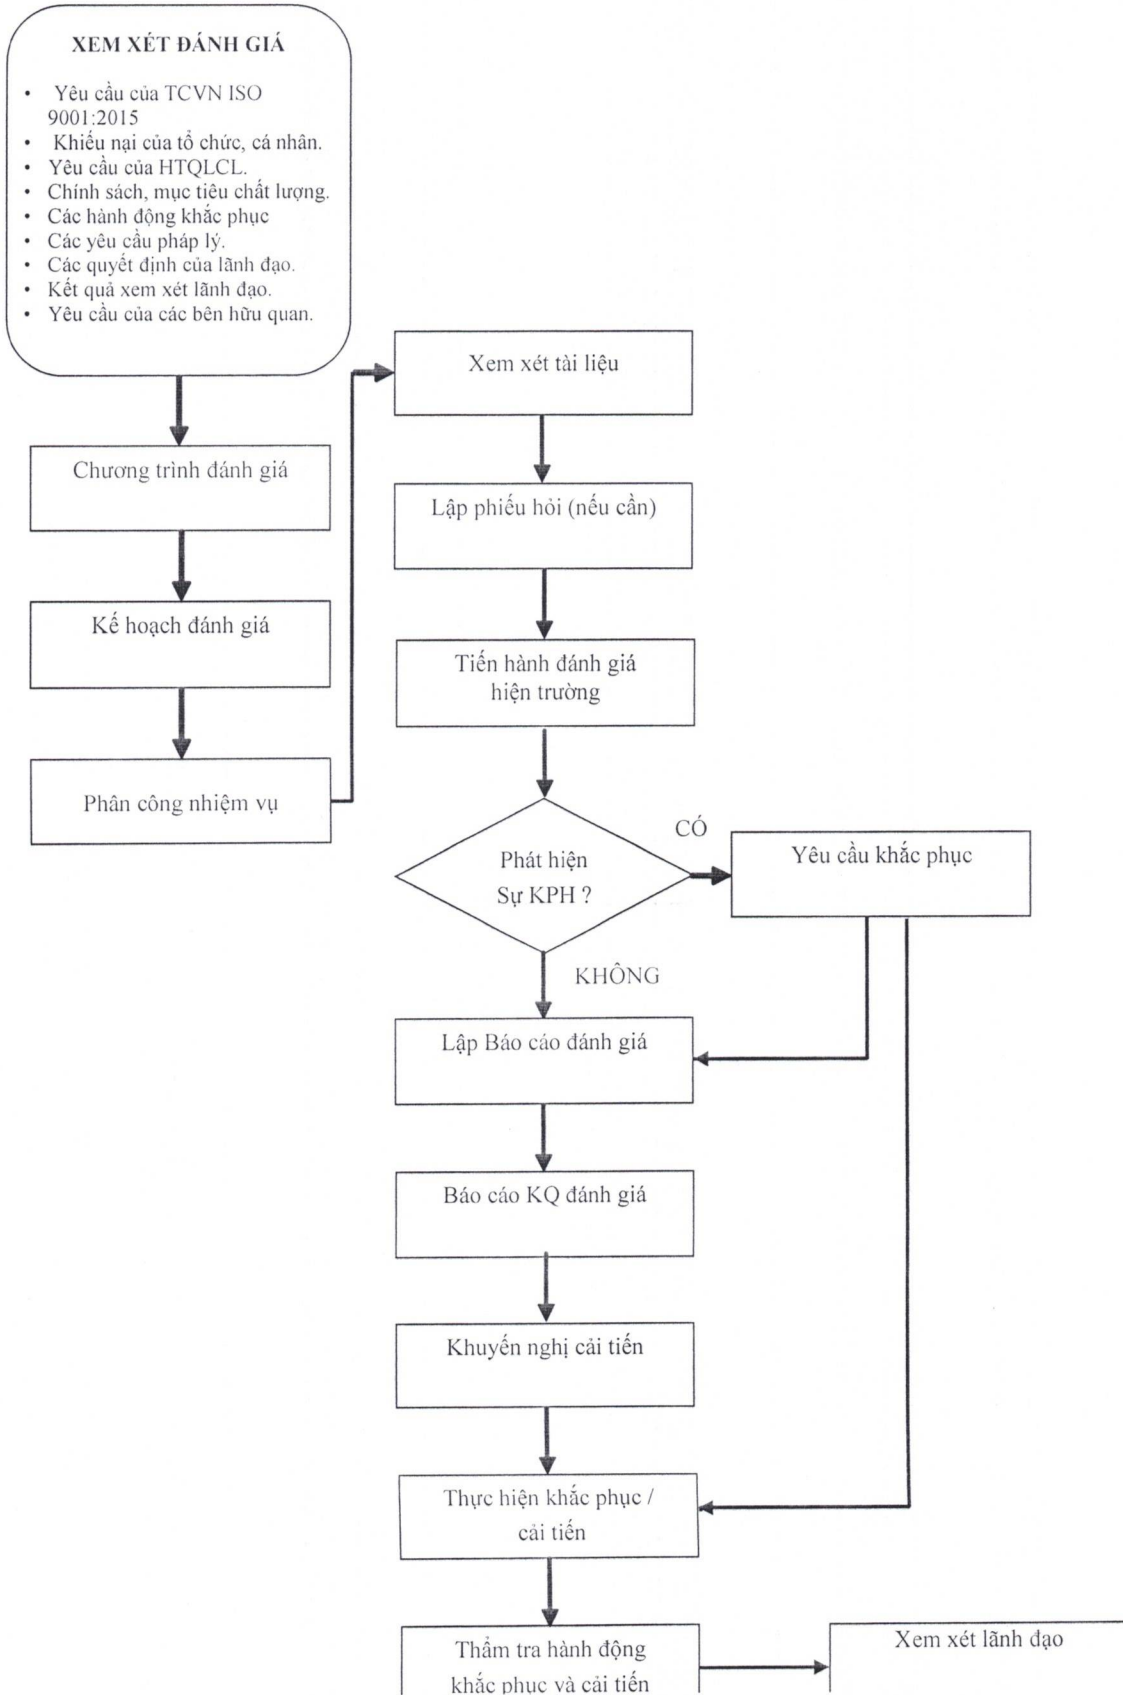 XEM XÉT ĐÁNH GIÁ
• Yêu cầu của TCVN ISO
9001:2015
• Khiếu nại của tổ chức, cá nhân.
• Yêu cầu của HTQLCL.
• Chính sách, mục tiêu chất lượng.
• Các hành động khắc phục
• Các yêu cầu pháp lý.
• Các quyết định của lãnh đạo.
• Kết quả xem xét lãnh đạo.
• Yêu cầu của các bên hữu quan.
Chương trình đánh giá
Kế hoạch đánh giá
Phân công nhiệm vụ
Xem xét tài liệu
Lập phiếu hỏi (nếu cần)
Tiến hành đánh giá
hiện trường
Phát hiện
Sự KPH ?
CÓ
Yêu cầu khắc phục
KHÔNG
Lập Báo cáo đánh giá
Báo cáo KQ đánh giá
Khuyến nghị cải tiến
Thực hiện khắc phục /
cải tiến
Thẩm tra hành động
khắc phục và cải tiến
Xem xét lãnh đạo